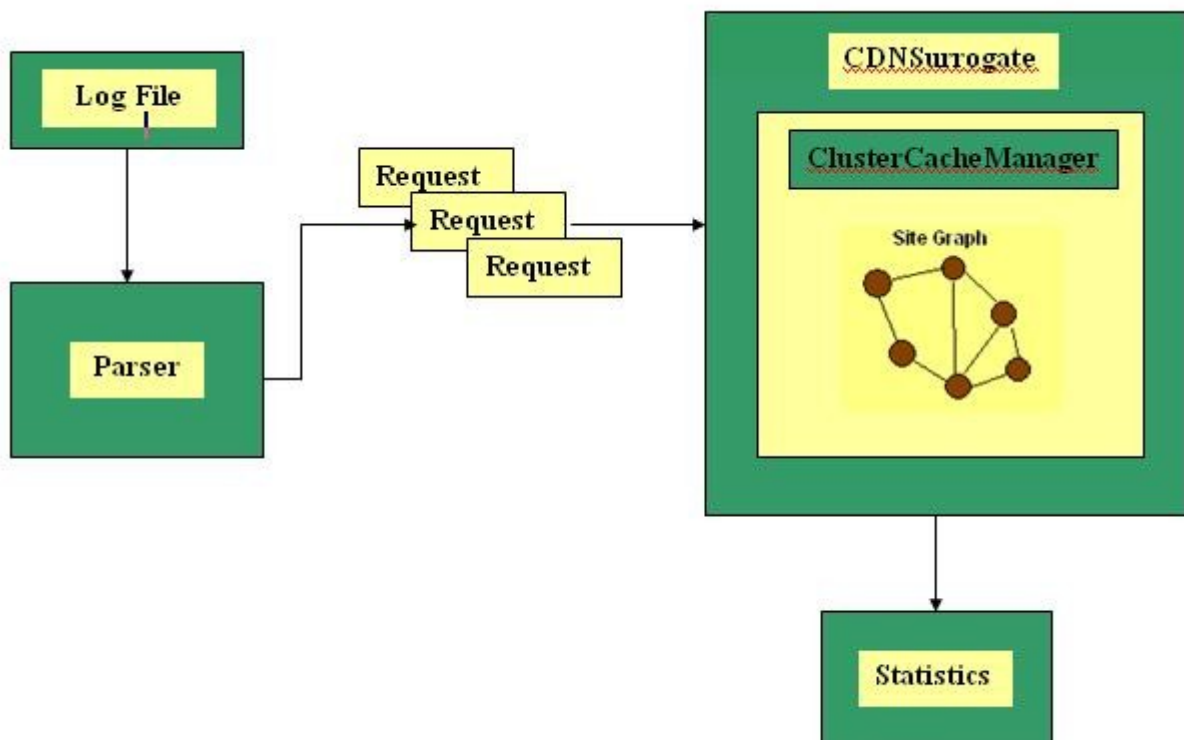 Log File
Parser
Request
Request
Request
CDNSurrogate
ClusterCacheManager
Site Graph
Statistics